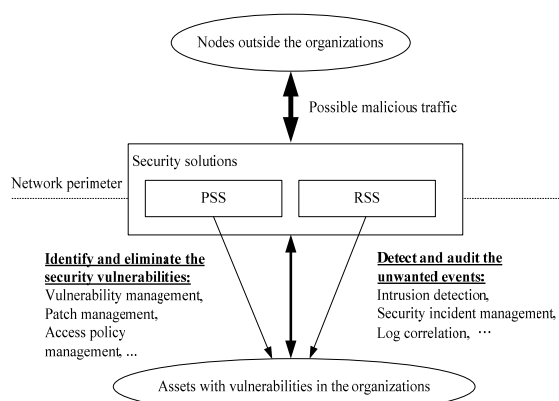 Nodes outside the organizations
Possible malicious traffic
Security solutions
Network perimeter
PSS
RSS
Identify and eliminate the
security vulnerabilities:
Vulnerability management,
Patch management,
Access policy
management, ...
Detect and audit the
unwanted events:
Intrusion detection,
Security incident management,
Log correlation, ⋯
Assets with vulnerabilities in the organizations